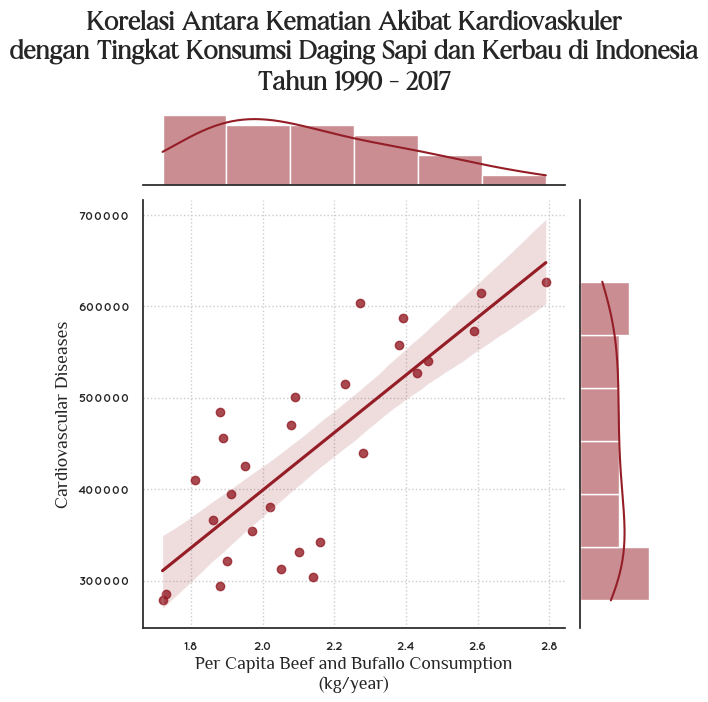 Korelasi Antara Kematian Akibat Kardiovaskuler
dengan Tingkat Konsumsi Daging Sapi dan Kerbau di Indonesia
Tahun 1990 - 2017
700000
600000
500000
400000
300000
Cardiovascular Diseases
1.8 2.0 2.2 2.4 2.6 2.8
Per Capita Beef and Bufallo Consumption
(kg/year)